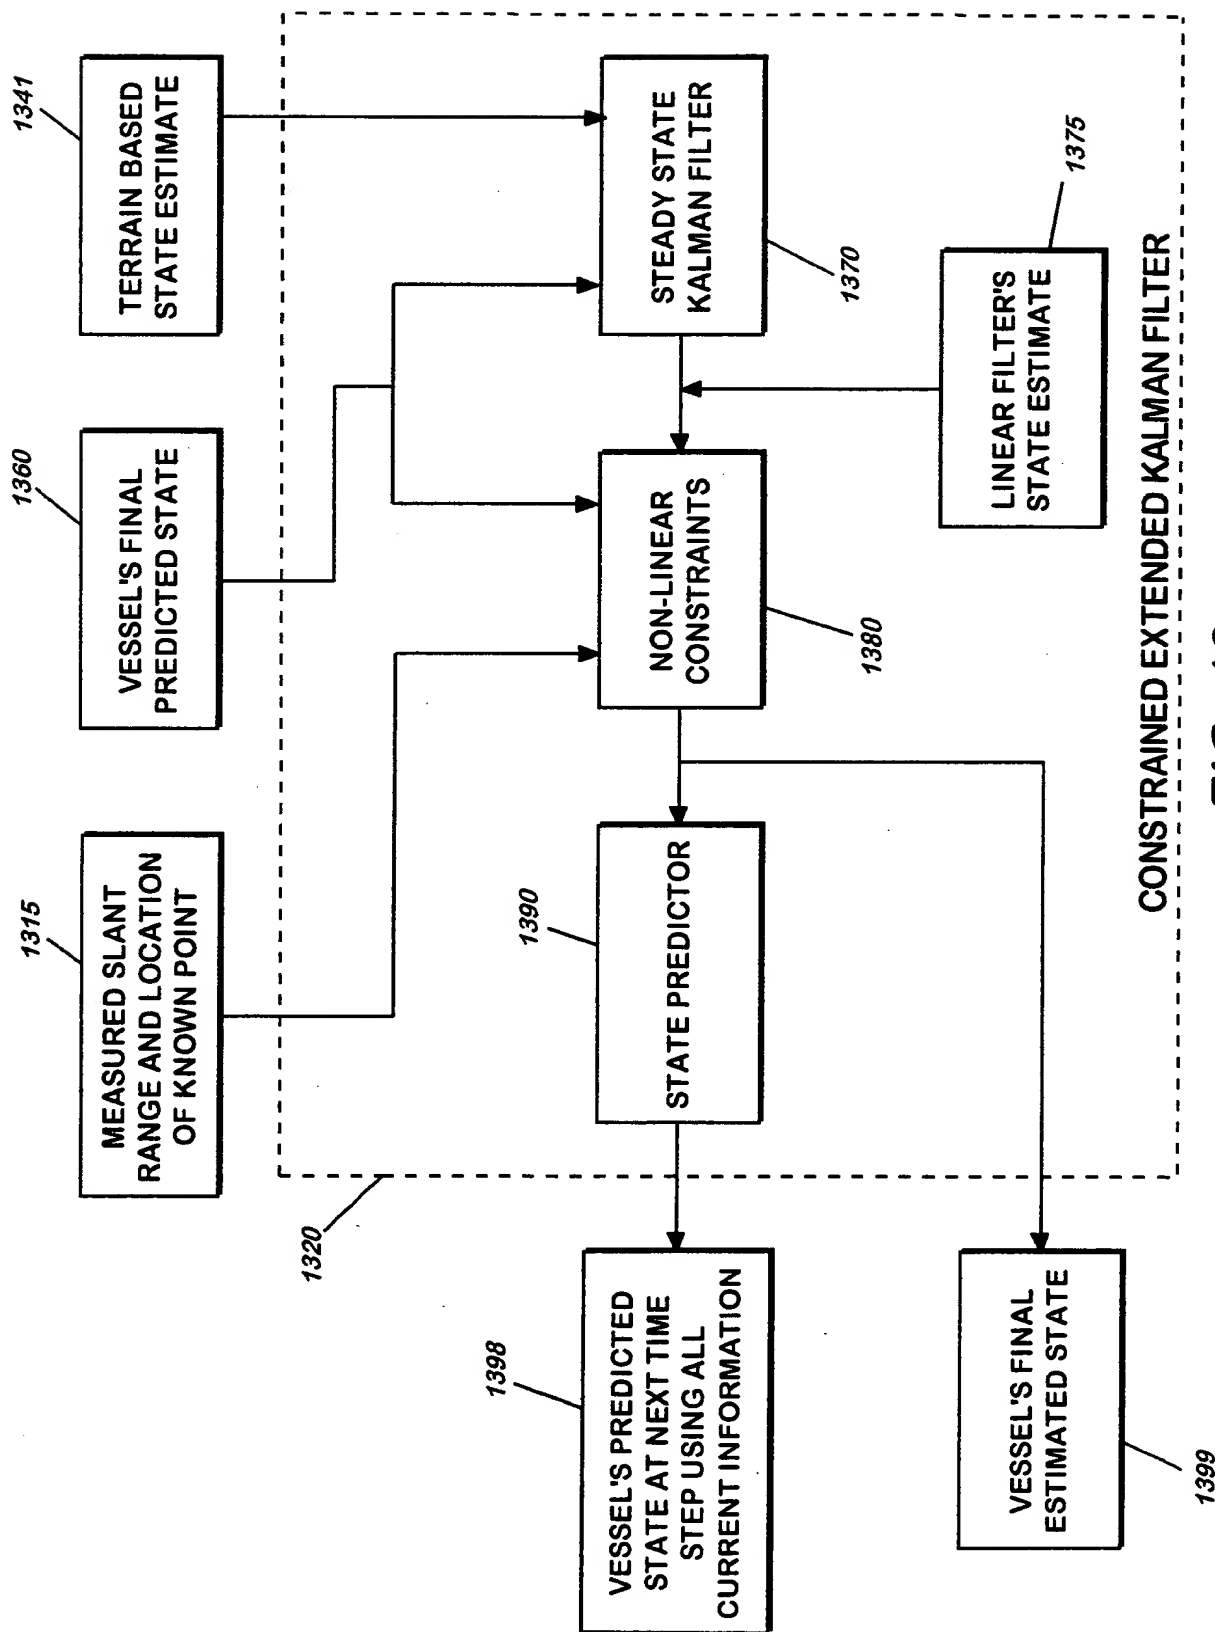 1315
MEASURED SLANT
RANGE AND LOCATION
OF KNOWN POINT
1360
VESSEL'S FINAL
PREDICTED STATE
1341
TERRAIN BASED
STATE ESTIMATE
1320
1398
VESSEL'S PREDICTED
STATE AT NEXT TIME
STEP USING ALL
CURRENT INFORMATION
1390
STATE PREDICTOR
NON-LINEAR
CONSTRAINTS
1380
STEADY STATE
KALMAN FILTER
1370
VESSEL'S FINAL
ESTIMATED STATE
1399
LINEAR FILTER'S
STATE ESTIMATE
1375
CONSTRAINED EXTENDED KALMAN FILTER